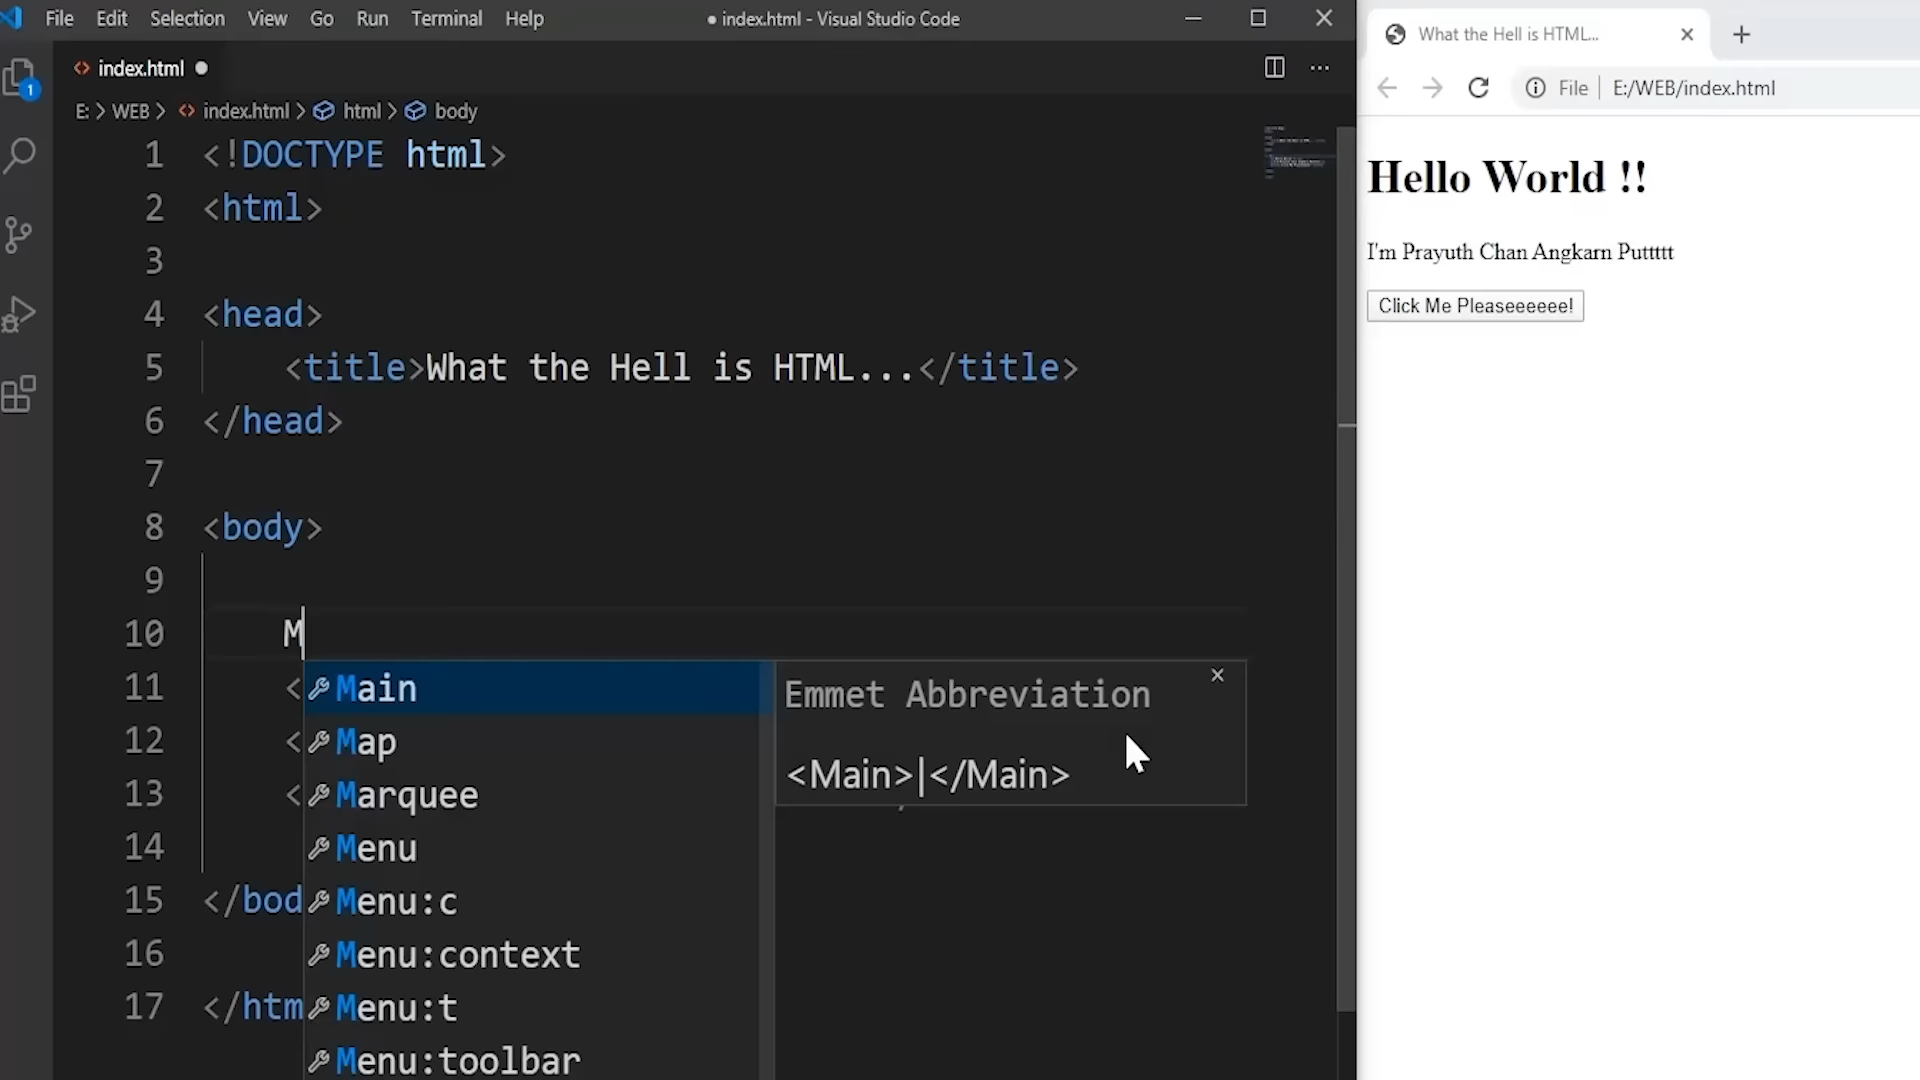 File Edit Selection View Go Run Terminal Help
● index.html - Visual Studio Code
index.html ●
1
E: > WEB > index.html > html > body
1 <!DOCTYPE html>
2 <html>
3
4 <head>
5 <title>What the Hell is HTML...</title>
6 </head>
7
8 <body>
9
10 M
11 <
12 <
13 <
14
15 </bod
16
17 </htm
Main
Map
Marquee
Menu
Menu:c
Menu:context
Menu:t
Menu:toolbar
Emmet Abbreviation
<Main>|</Main>
What the Hell is HTML...
File | E:/WEB/index.html
Hello World !!
I'm Prayuth Chan Angkarn Puttttt
Click Me Pleaseeeeee!